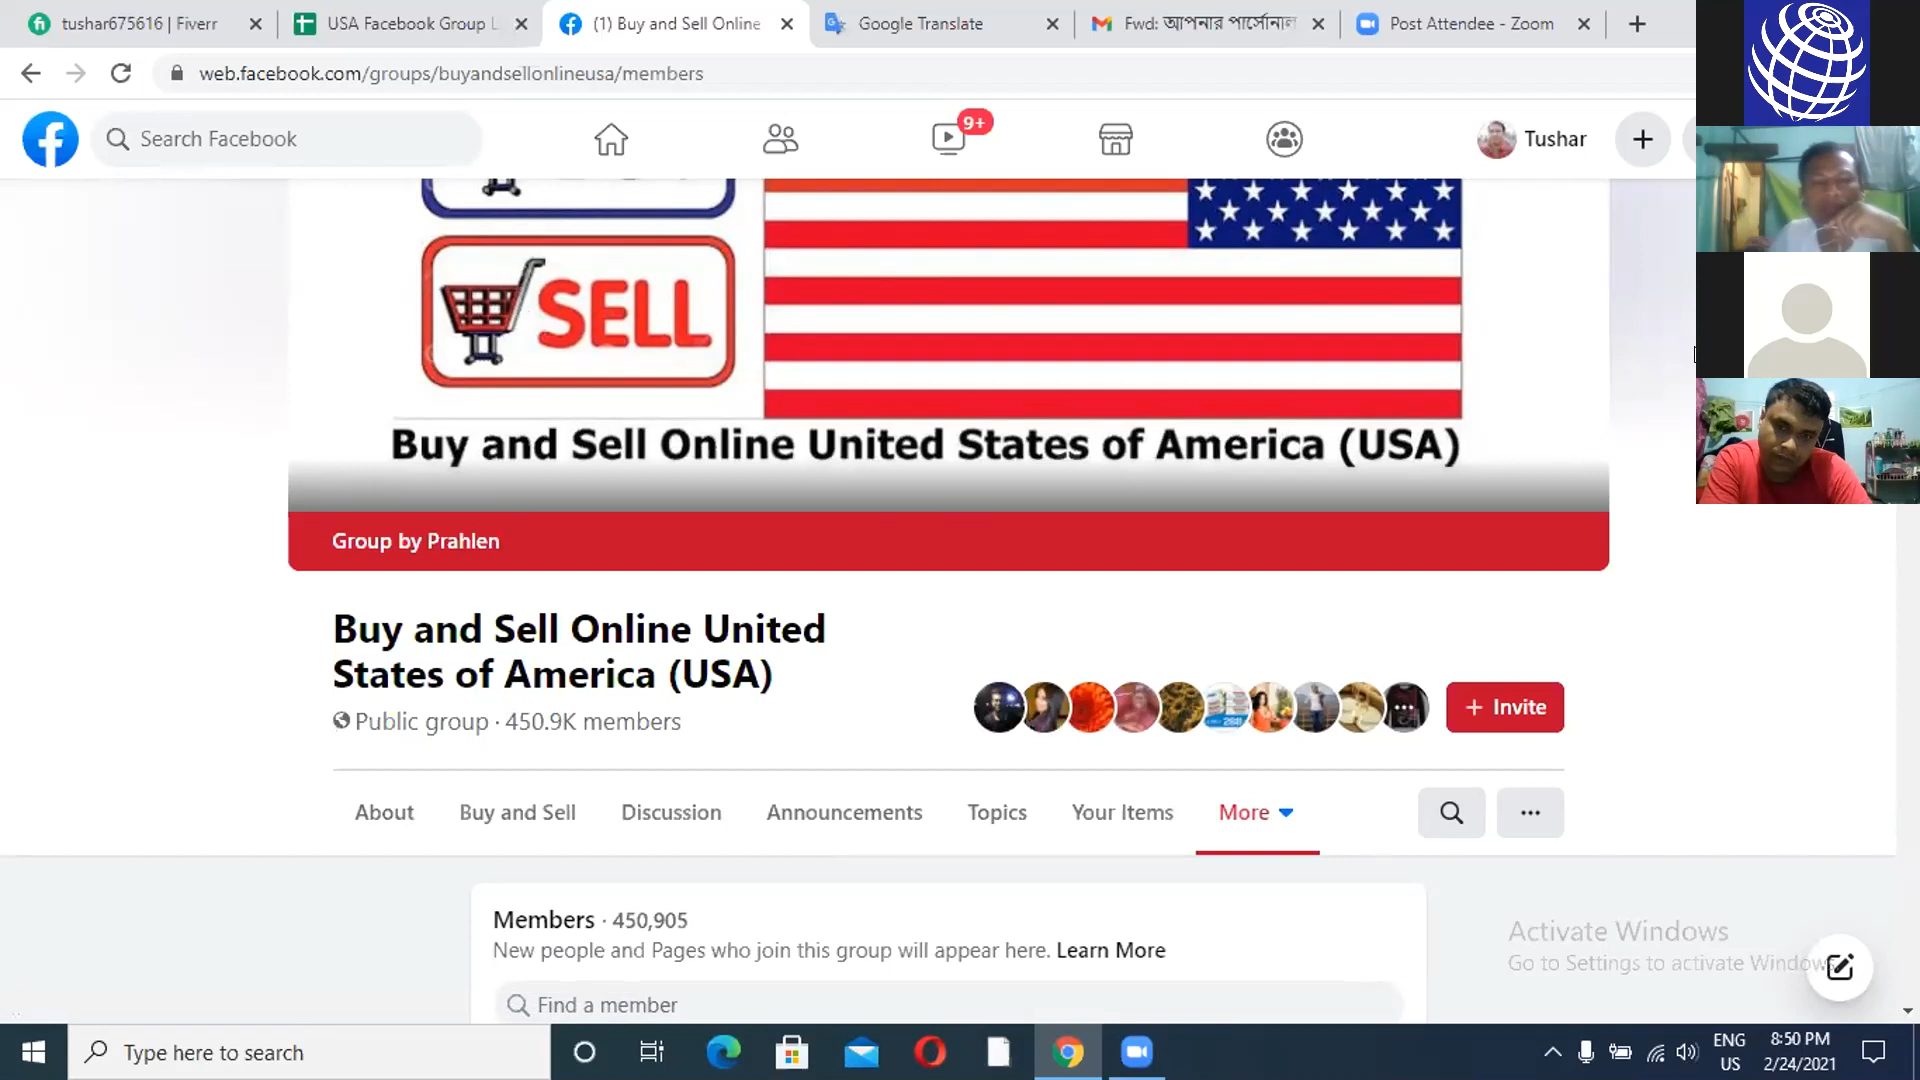 tushar675616 | Fiverr
USA Facebook Group L
(1) Buy and Sell Online
Google Translate
Fwd: আপনার পার্সোনাল
Post Attendee - Zoom
web.facebook.com/groups/buyandsellonlineusa/members
Search Facebook
9+
Tushar
SELL
Buy and Sell Online United States of America (USA)
Group by Prahlen
Buy and Sell Online United
States of America (USA)
Public group · 450.9K members
+ Invite
About
Buy and Sell
Discussion
Announcements
Topics
Your Items
More
Members · 450,905
New people and Pages who join this group will appear here. Learn More
Find a member
Activate Windows
Go to Settings to activate Windows
Type here to search
ENG
US
8:50 PM
2/24/2021